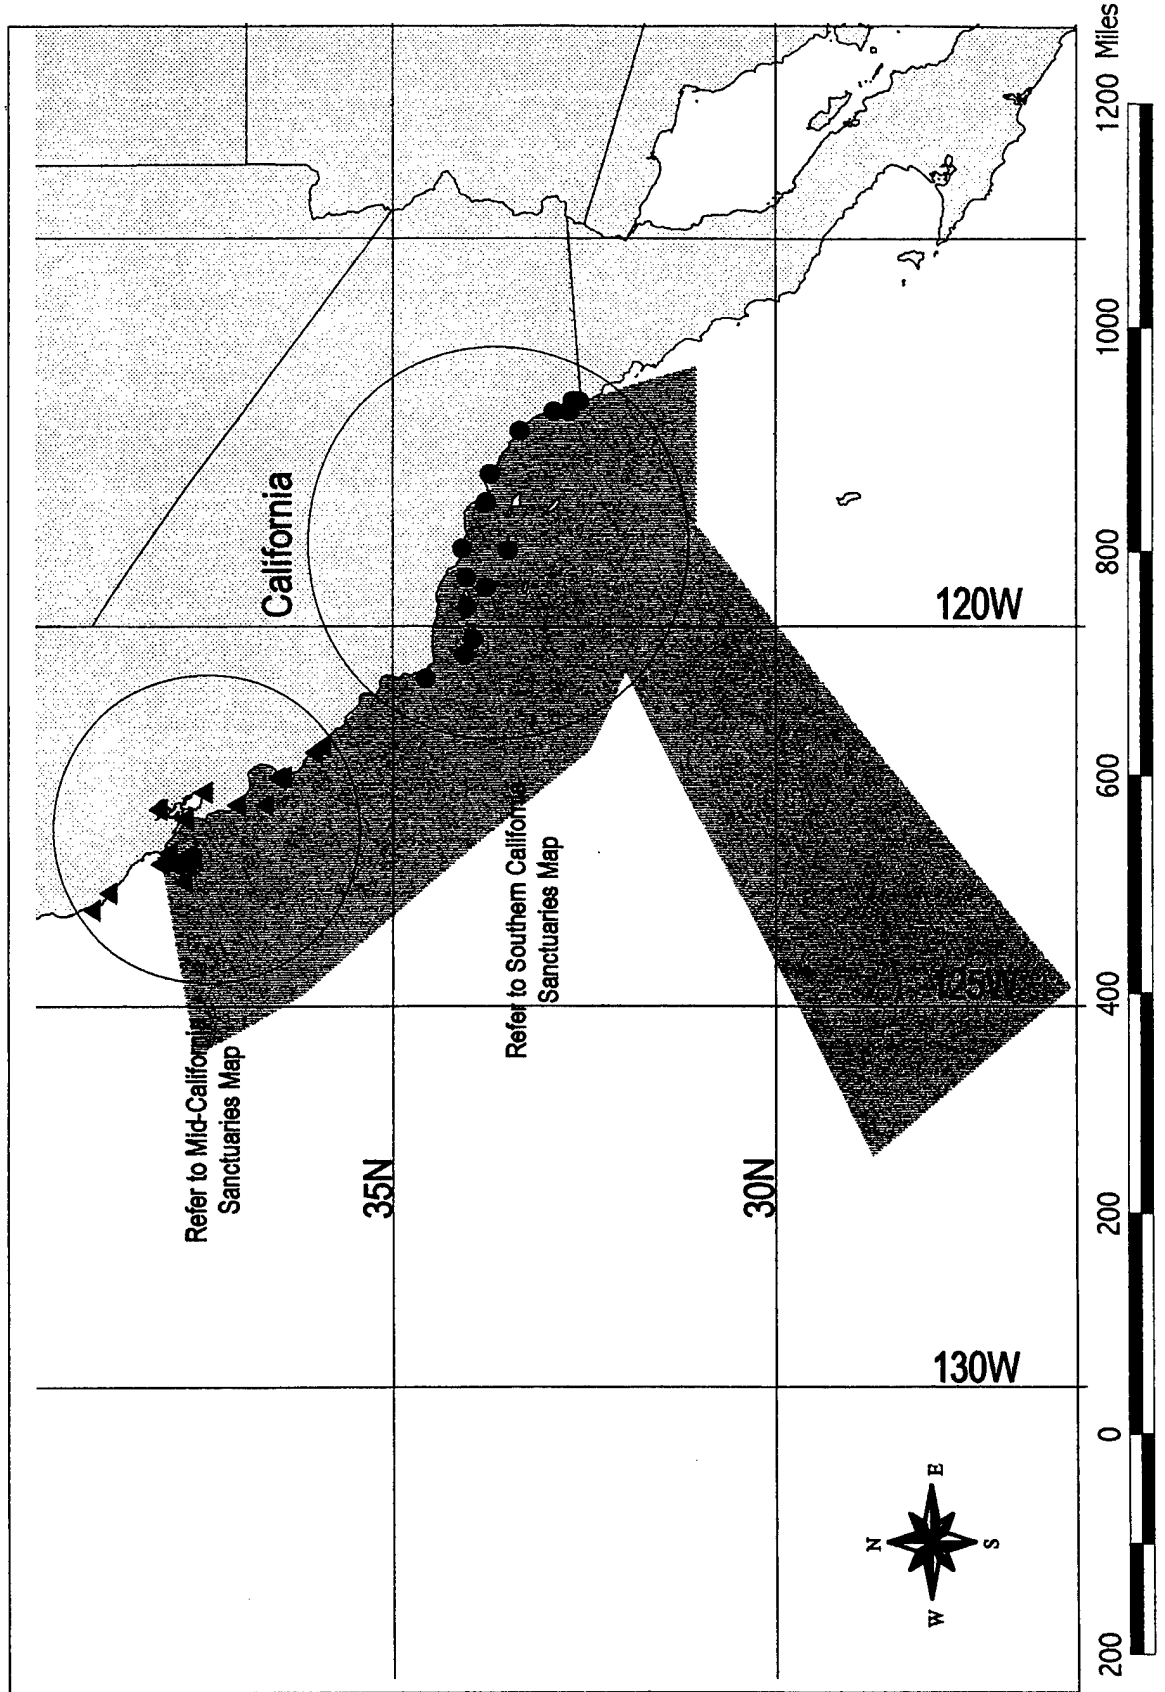 California
Refer to Mid-California
Sanctuaries Map
35N
Refer to Southern California
Sanctuaries Map
30N
130W
125W
120W
N
W
E
S
200
0
200
400
600
800
1000
1200 Miles